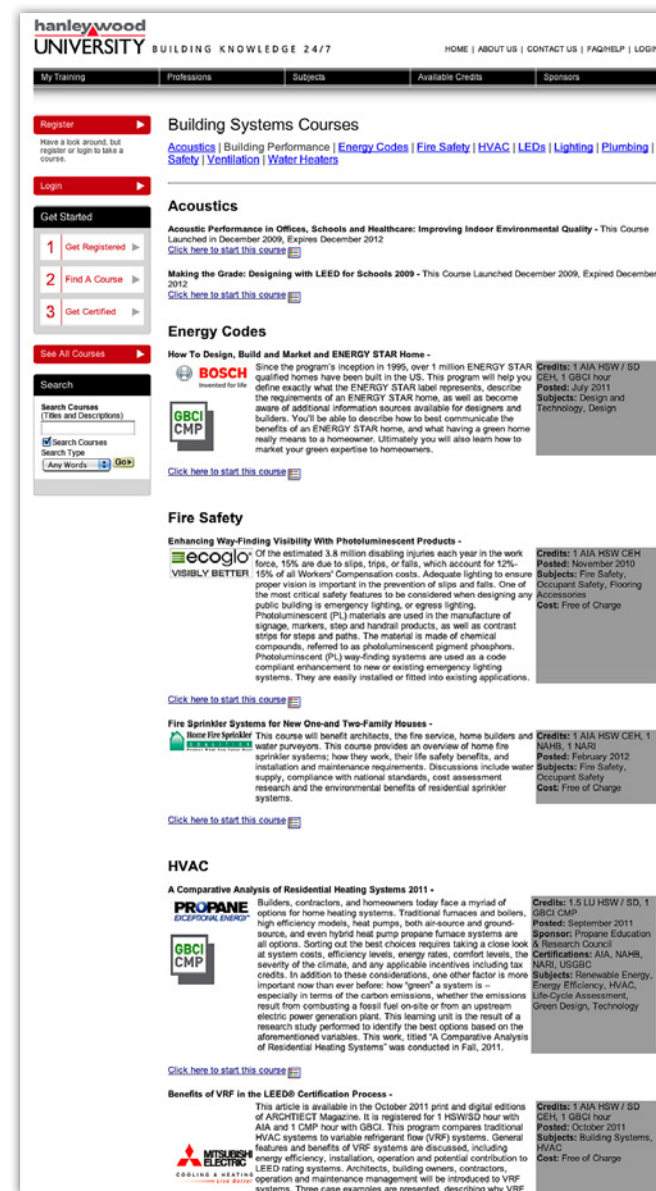 hanleywood
UNIVERSITY BUILDING KNOWLEDGE 24/7
HOME | ABOUT US | CONTACT US | FAQ/HELP | LOGIN
My Training Professions Subjects Available Credits Sponsors
Register
Have a look around, but
register or login to take a
course.
Login
Get Started
1 Get Registered
2 Find A Course
3 Get Certified
See All Courses
Search
Search Courses
(Titles and Descriptions)
Search Courses
Search Type
Any Words Go
Building Systems Courses
Acoustics | Building Performance | Energy Codes | Fire Safety | HVAC | LEDs | Lighting | Plumbing |
Safety | Ventilation | Water Heaters
Acoustics
Acoustic Performance in Offices, Schools and Healthcare: Improving Indoor Environmental Quality - This Course
Launched in December 2009, Expires December 2012
Click here to start this course
Making the Grade: Designing with LEED for Schools 2009 - This Course Launched December 2009, Expired December
2012
Click here to start this course
Energy Codes
How To Design, Build and Market and ENERGY STAR Home -
BOSCH
Invented for life
GBCI
CMP
Since the program's inception in 1995, over 1 million ENERGY STAR
qualified homes have been built in the US. This program will help you
define exactly what the ENERGY STAR label represents, describe
the requirements of an ENERGY STAR home, as well as become
aware of additional information sources available for designers and
builders. You'll be able to describe how to best communicate the
benefits of an ENERGY STAR home, and what having a green home
really means to a homeowner. Ultimately you will also learn how to
market your green expertise to homeowners.
Credits: 1 AIA HSW / SD
CEH, 1 GBCI hour
Posted: July 2011
Subjects: Design and
Technology, Design
Click here to start this course
Fire Safety
Enhancing Way-Finding Visibility With Photoluminescent Products -
ecoglo
VISIBLY BETTER
Of the estimated 3.8 million disabling injuries each year in the work
force, 15% are due to slips, trips, or falls, which account for 12%-
15% of all Workers' Compensation costs. Adequate lighting to ensure
proper vision is important in the prevention of slips and falls. One of
the most critical safety features to be considered when designing any
public building is emergency lighting, or egress lighting.
Photoluminescent (PL) materials are used in the manufacture of
signage, markers, step and handrail products, as well as contrast
strips for steps and paths. The material is made of chemical
compounds, referred to as photoluminescent pigment phosphors.
Photoluminscent (PL) way-finding systems are used as a code
compliant enhancement to new or existing emergency lighting
systems. They are easily installed or fitted into existing applications.
Credits: 1 AIA HSW CEH
Posted: November 2010
Subjects: Fire Safety,
Occupant Safety, Flooring
Accessories
Cost: Free of Charge
Click here to start this course
Fire Sprinkler Systems for New One-and Two-Family Houses -
Home Fire Sprinkler
COALITION
This course will benefit architects, the fire service, home builders and
water purveyors. This course provides an overview of home fire
sprinkler systems; how they work, their life safety benefits, and
installation and maintenance requirements. Discussions include water
supply, compliance with national standards, cost assessment
research and the environmental benefits of residential sprinkler
systems.
Credits: 1 AIA HSW CEH, 1
NAHB, 1 NARI
Posted: February 2012
Subjects: Fire Safety,
Occupant Safety
Cost: Free of Charge
Click here to start this course
HVAC
A Comparative Analysis of Residential Heating Systems 2011 -
PROPANE
EXCEPTIONAL ENERGY
GBCI
CMP
Builders, contractors, and homeowners today face a myriad of
options for home heating systems. Traditional furnaces and boilers,
high efficiency models, heat pumps, both air-source and ground-
source, and even hybrid heat pump propane furnace systems are
all options. Sorting out the best choices requires taking a close look
at system costs, efficiency levels, energy rates, comfort levels, the
severity of the climate, and any applicable incentives including tax
credits. In addition to these considerations, one other factor is more
important now than ever before: how "green" a system is –
especially in terms of the carbon emissions, whether the emissions
result from combusting a fossil fuel on-site or from an upstream
electric power generation plant. This learning unit is the result of a
research study performed to identify the best options based on the
aforementioned variables. This work, titled "A Comparative Analysis
of Residential Heating Systems" was conducted in Fall, 2011.
Credits: 1.5 LU HSW / SD, 1
GBCI CMP
Posted: September 2011
Sponsor: Propane Education
& Research Council
Certifications: AIA, NAHB,
NARI, USGBC
Subjects: Renewable Energy,
Energy Efficiency, HVAC,
Life-Cycle Assessment,
Green Design, Technology
Click here to start this course
Benefits of VRF in the LEED® Certification Process -
MITSUBISHI
ELECTRIC
COOLING & HEATING
Live Better
This article is available in the October 2011 print and digital editions
of ARCHTIECT Magazine. It is registered for 1 HSW/SD hour with
AIA and 1 CMP hour with GBCI. This program compares traditional
HVAC systems to variable refrigerant flow (VRF) systems. General
features and benefits of VRF systems are discussed, including
energy efficiency, installation, operation and potential contribution to
LEED rating systems. Architects, building owners, contractors,
operation and maintenance management will be introduced to VRF
systems. Three case examples are presented, describing why VRF
Credits: 1 AIA HSW / SD
CEH, 1 GBCI hour
Posted: October 2011
Subjects: Building Systems,
HVAC
Cost: Free of Charge